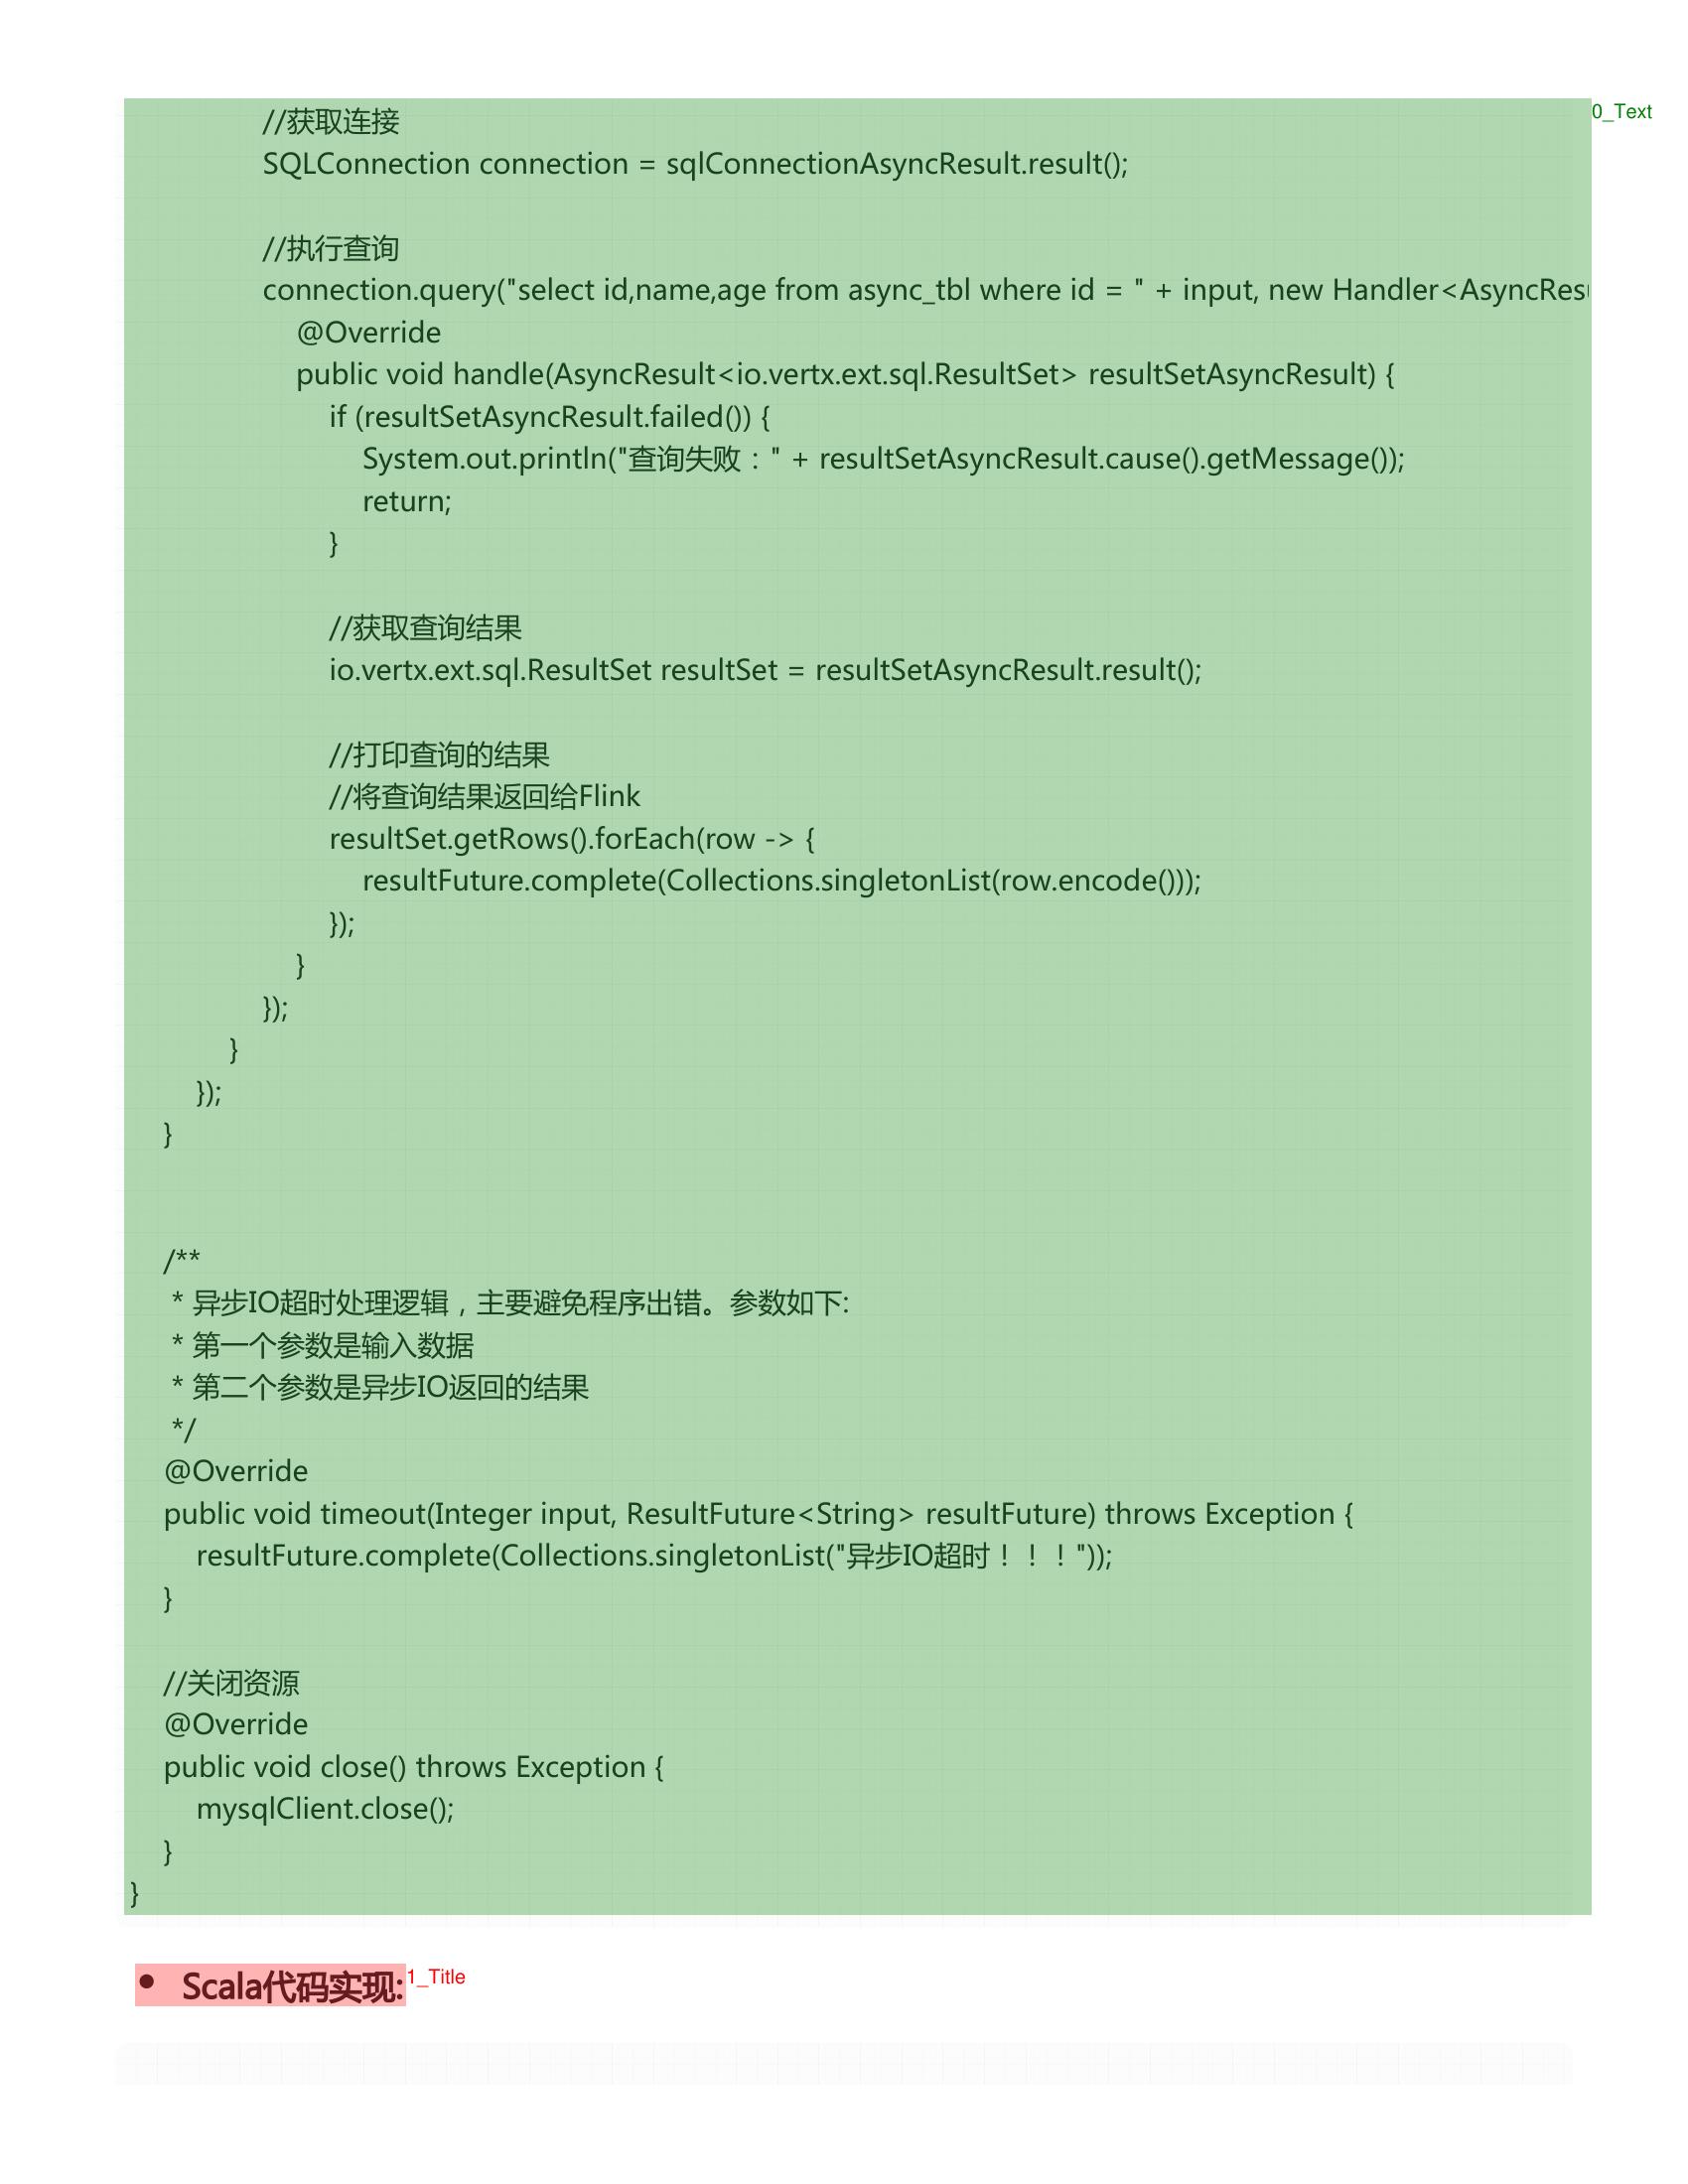 //获取连接
SQLConnection connection = sqlConnectionAsyncResult.result();
//执行查询
connection.query("select id,name,age from async_tbl where id = " + input, new Handler<AsyncRes
@Override
public void handle(AsyncResult<io.vertx.ext.sql.ResultSet> resultSetAsyncResult) {
if (resultSetAsyncResult.failed()) {
System.out.println("查询失败：" + resultSetAsyncResult.cause().getMessage());
return;
}
//获取查询结果
io.vertx.ext.sql.ResultSet resultSet = resultSetAsyncResult.result();
//打印查询的结果
//将查询结果返回给Flink
resultSet.getRows().forEach(row -> {
resultFuture.complete(Collections.singletonList(row.encode()));
});
}
});
}
});
}
/**
* 异步IO超时处理逻辑，主要避免程序出错。参数如下:
* 第一个参数是输入数据
* 第二个参数是异步IO返回的结果
*/
@Override
public void timeout(Integer input, ResultFuture<String> resultFuture) throws Exception {
resultFuture.complete(Collections.singletonList("异步IO超时！！！"));
}
//关闭资源
@Override
public void close() throws Exception {
mysqlClient.close();
}
}
0_Text
• Scala代码实现:
1_Title